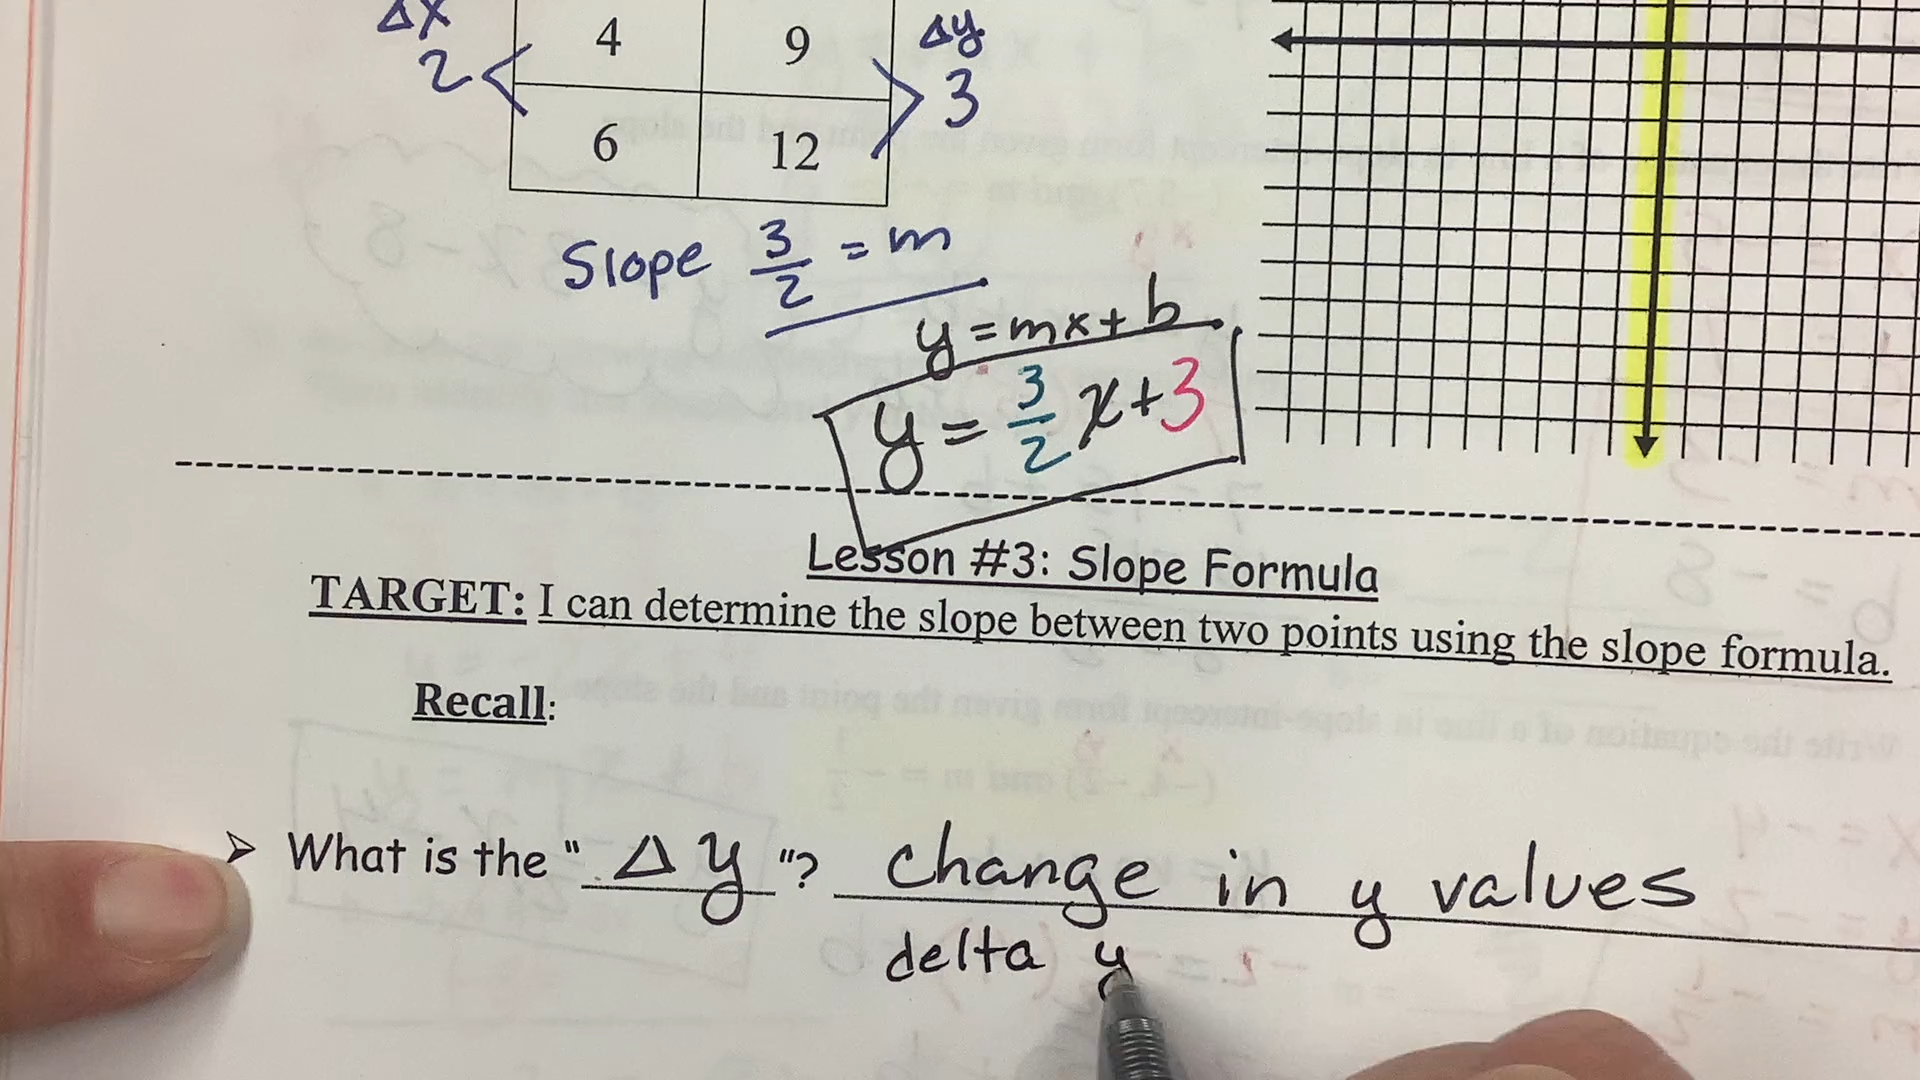 Δx Δy
4 9
2 3
6 12
Slope 3/2 = m
y = mx + b
y = 3/2 x + 3
Lesson #3: Slope Formula
TARGET: I can determine the slope between two points using the slope formula.
Recall:
➤ What is the "Δy"? change in y values
delta y